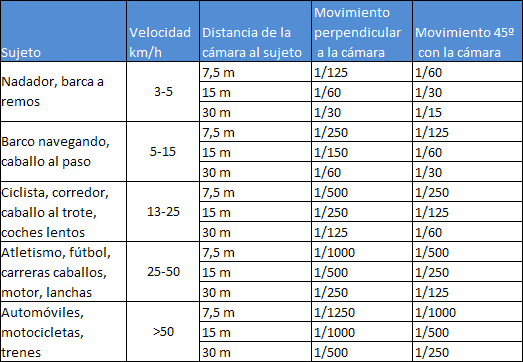 Sujeto Velocidad km/h Distancia de la cámara al sujeto Movimiento perpendicular a la cámara Movimiento 45º con la cámara
Nadador, barca a remos 3-5 7,5 m 1/125 1/60
15 m 1/60 1/30
30 m 1/30 1/15
Barco navegando, caballo al paso 5-15 7,5 m 1/250 1/125
15 m 1/150 1/60
30 m 1/60 1/30
Ciclista, corredor, caballo al trote, coches lentos 13-25 7,5 m 1/500 1/250
15 m 1/250 1/125
30 m 1/125 1/60
Atletismo, fútbol, carreras caballos, motor, lanchas 25-50 7,5 m 1/1000 1/500
15 m 1/500 1/250
30 m 1/250 1/125
Automóviles, motocicletas, trenes >50 7,5 m 1/1250 1/1000
15 m 1/1000 1/500
30 m 1/500 1/250